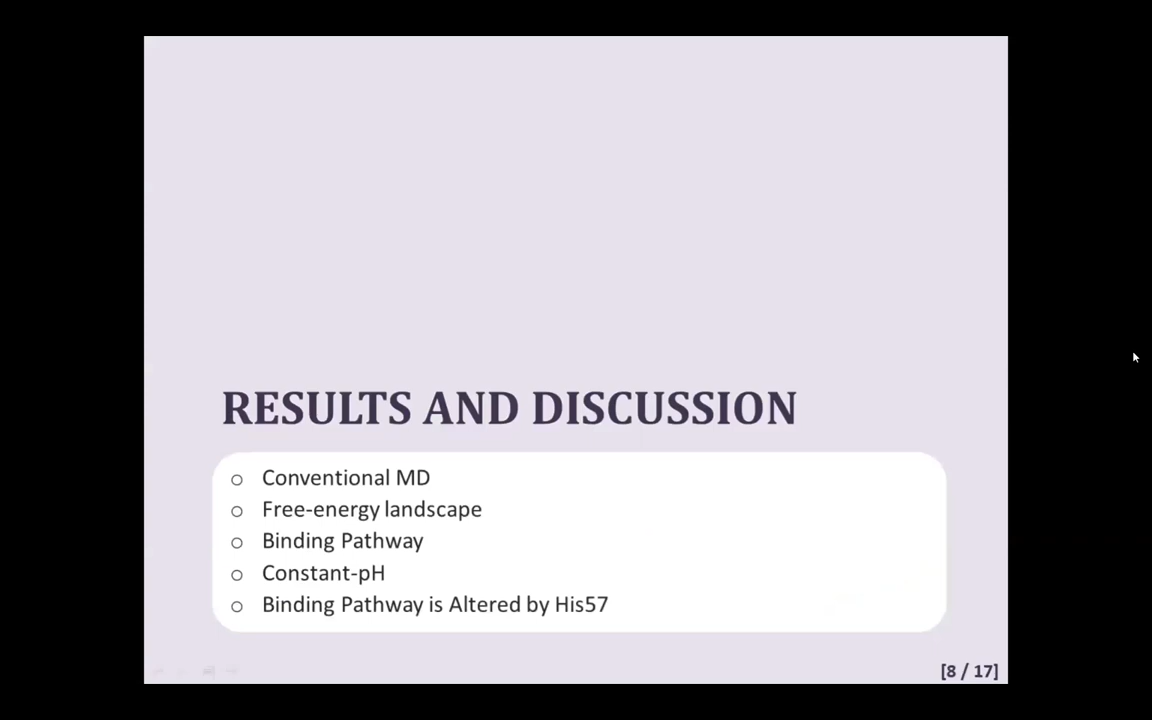 RESULTS AND DISCUSSION
o Conventional MD
o Free-energy landscape
o Binding Pathway
o Constant-pH
o Binding Pathway is Altered by His57
[8 / 17]